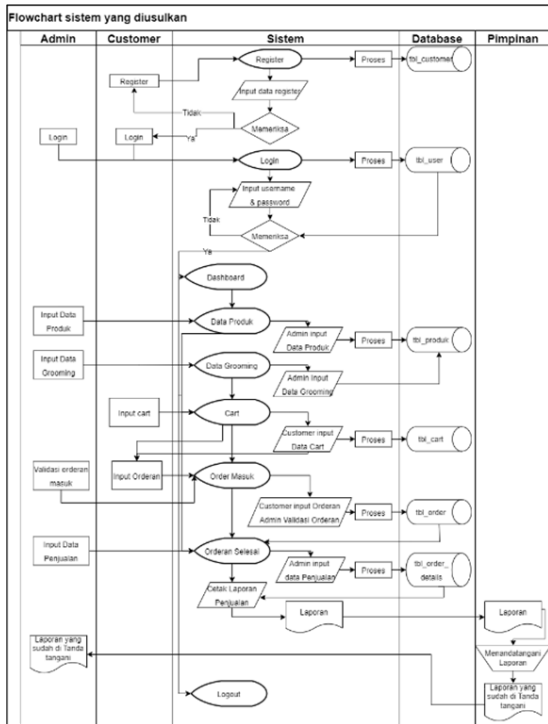 Flowchart sistem yang diusulkan
Admin
Customer
Sistem
Database
Pimpinan
Register
Register
Proses
tbl_customer
Input data register
Tidak
Memeriksa
Ya
Login
Login
Login
Proses
tbl_user
Input username
& password
Tidak
Memeriksa
Ya
Dashboard
Input Data
Produk
Data Produk
Admin input
Data Produk
Proses
tbl_produk
Input Data
Grooming
Data Grooming
Admin input
Data Grooming
Input cart
Cart
Customer input
Data Cart
Proses
tbl_cart
Validasi orderan
masuk
Input Orderan
Order Masuk
Customer input Orderan
Admin Validasi Orderan
Proses
tbl_order
Input Data
Penjualan
Orderan Selesai
Admin input
data Penjualan
Proses
tbl_order_
details
Cetak Laporan
Penjualan
Laporan
Laporan
Menandatangani
Laporan
Laporan yang
sudah di Tanda
tangani
Laporan yang
sudah di Tanda
tangani
Logout